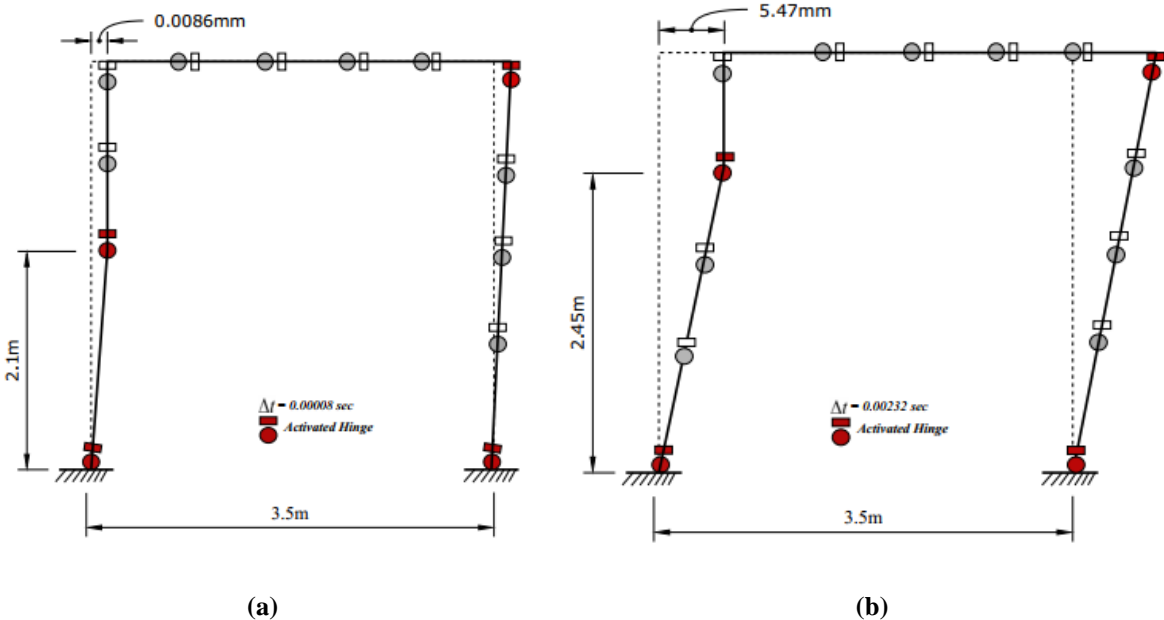 0.0086mm
2.1m
Δt = 0.00008 sec
Activated Hinge
3.5m
(a)
5.47mm
2.45m
Δt = 0.00232 sec
Activated Hinge
3.5m
(b)